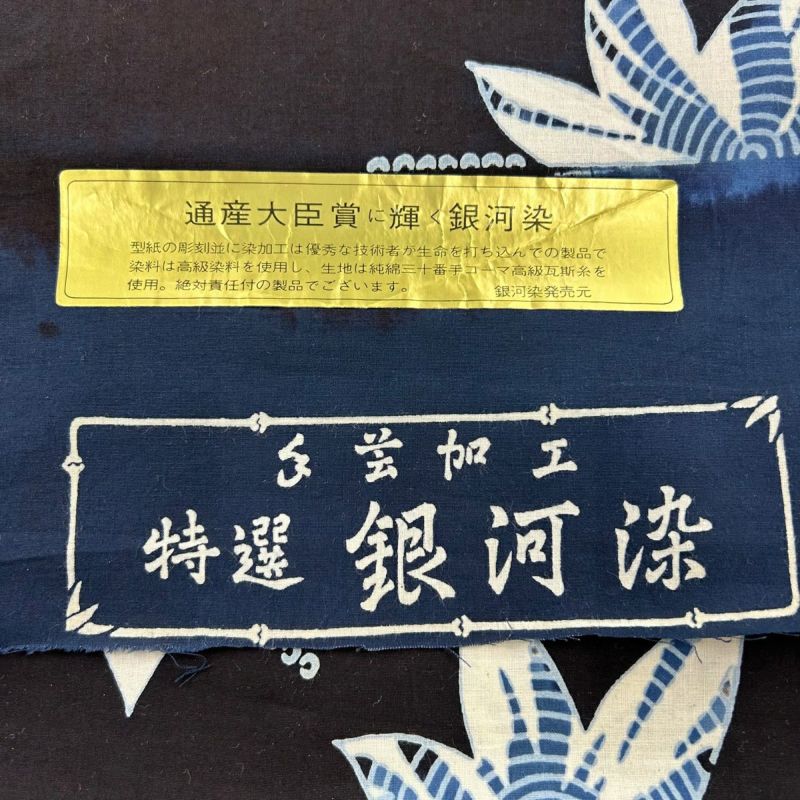 通産大臣賞に輝く銀河染
型紙の彫刻並に染加工は優秀な技術者が生命を打ち込んでの製品で
染料は高級染料を使用し、生地は純綿三十番手コーマ高級瓦斯糸を
使用。絶対責任付の製品でございます。 銀河染発売元
手芸加工
特選 銀河染